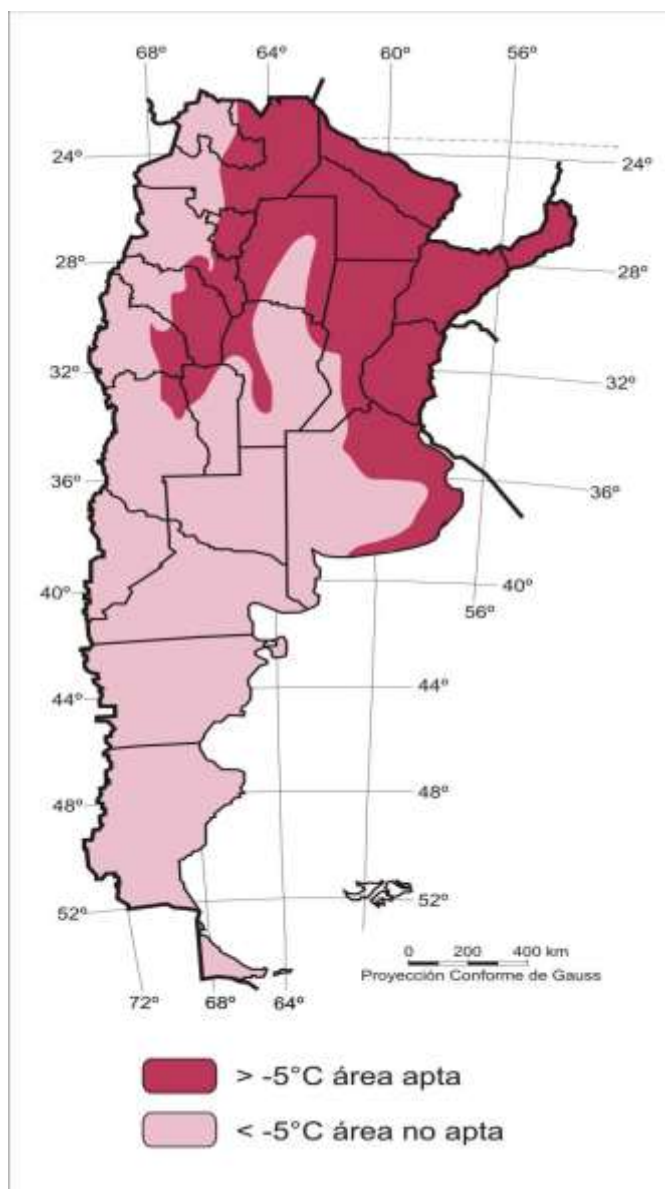 68º 64º 60º 56º
24º 24º
28º 28º
32º 32º
36º 36º
40º 40º
56º
44º 44º
48º 48º
52º 52º
0 200 400 km
Proyección Conforme de Gauss
72º 68º 64º
> -5°C área apta
< -5°C área no apta